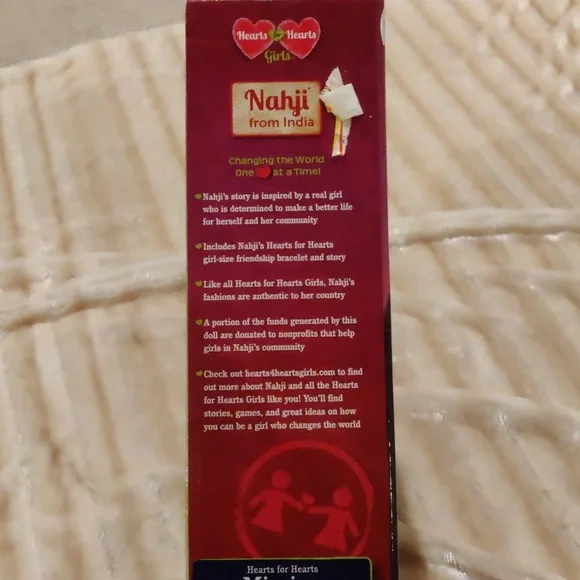 Hearts for Hearts
Girls
Nahji
from India
Changing the World
One at a Time!
Nahji's story is inspired by a real girl
who is determined to make a better life
for herself and her community
Includes Nahji's Hearts for Hearts
girl-size friendship bracelet and story
Like all Hearts for Hearts Girls, Nahji's
fashions are authentic to her country
A portion of the funds generated by this
doll are donated to nonprofits that help
girls in Nahji's community
Check out hearts4heartsgirls.com to find
out more about Nahji and all the Hearts
for Hearts Girls like you! You'll find
stories, games, and great ideas on how
you can be a girl who changes the world
Hearts for Hearts